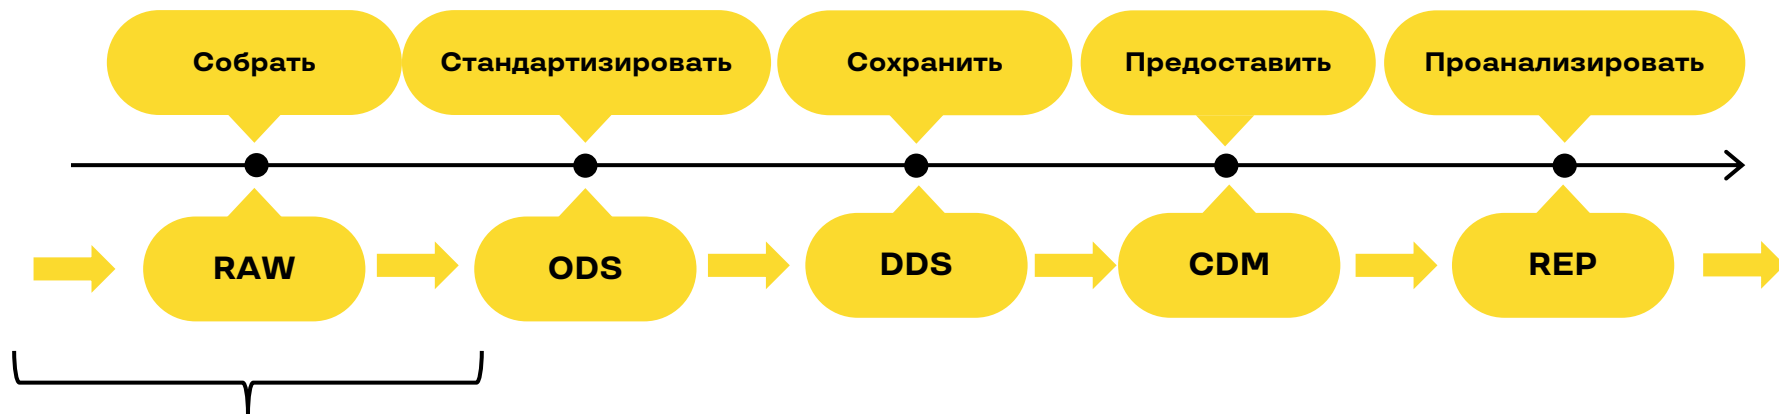 Собрать
Стандартизировать
Сохранить
Предоставить
Проанализировать
RAW
ODS
DDS
CDM
REP